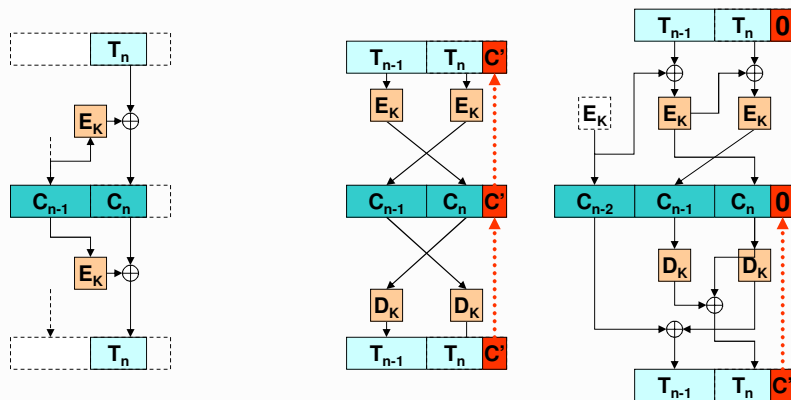 Tn
EK
Cn-1 Cn
EK
Tn
Tn-1 Tn C'
EK EK
Cn-1 Cn C'
DK DK
Tn-1 Tn C'
Tn-1 Tn 0
EK EK EK
Cn-2 Cn-1 Cn 0
DK DK
Tn-1 Tn C'